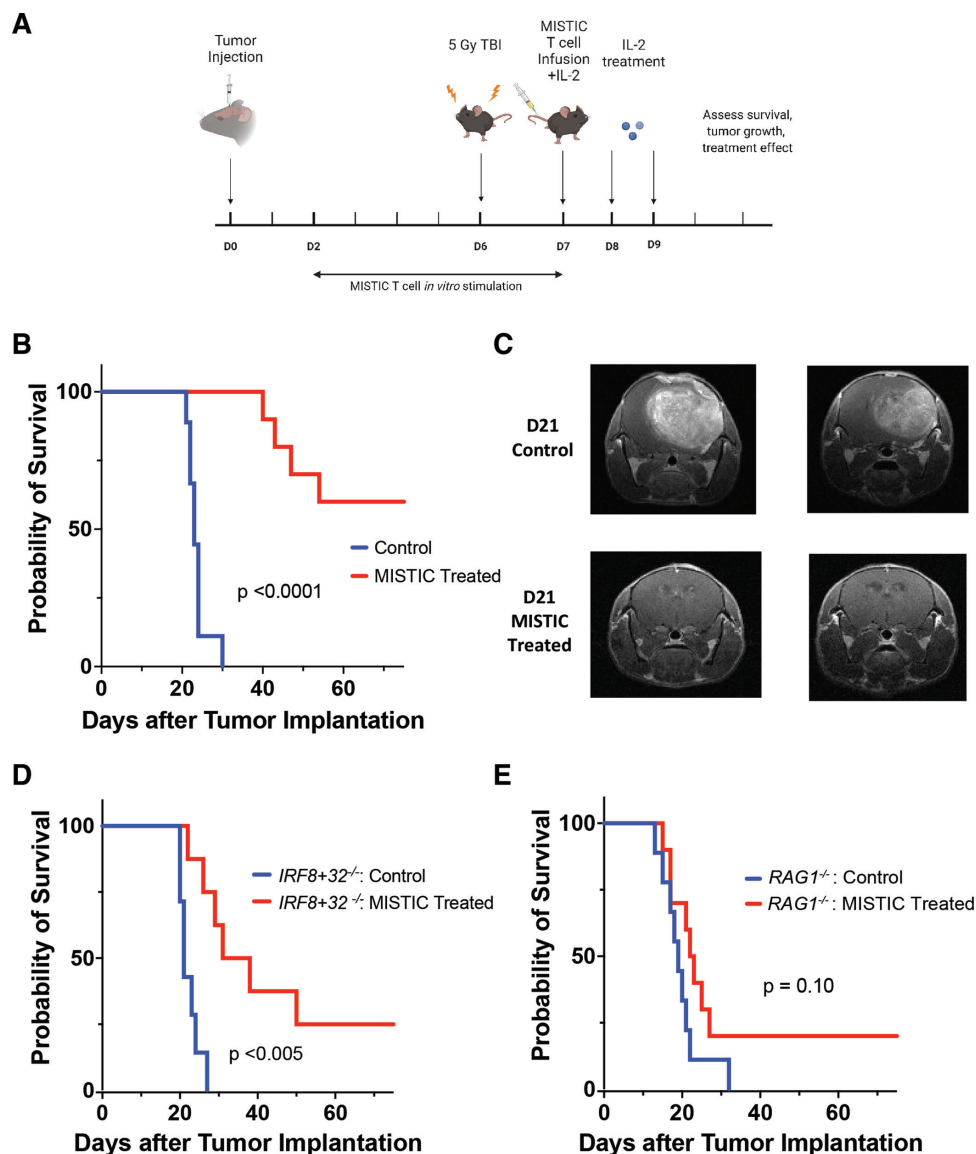 A
Tumor
Injection
5 Gy TBI
MISTIC
T cell
Infusion
+IL-2
IL-2
treatment
Assess survival,
tumor growth,
treatment effect
D0
D2
D6
D7
D8
D9
MISTIC T cell in vitro stimulation
B
Probability of Survival
100
50
0
Control
MISTIC Treated
p <0.0001
0
20
40
60
Days after Tumor Implantation
C
D21
Control
D21
MISTIC
Treated
D
Probability of Survival
100
50
0
IRF8+32-/-: Control
IRF8+32 -/-: MISTIC Treated
p <0.005
0
20
40
60
Days after Tumor Implantation
E
Probability of Survival
100
50
0
RAG1-/-: Control
RAG1-/-: MISTIC Treated
p = 0.10
0
20
40
60
Days after Tumor Implantation